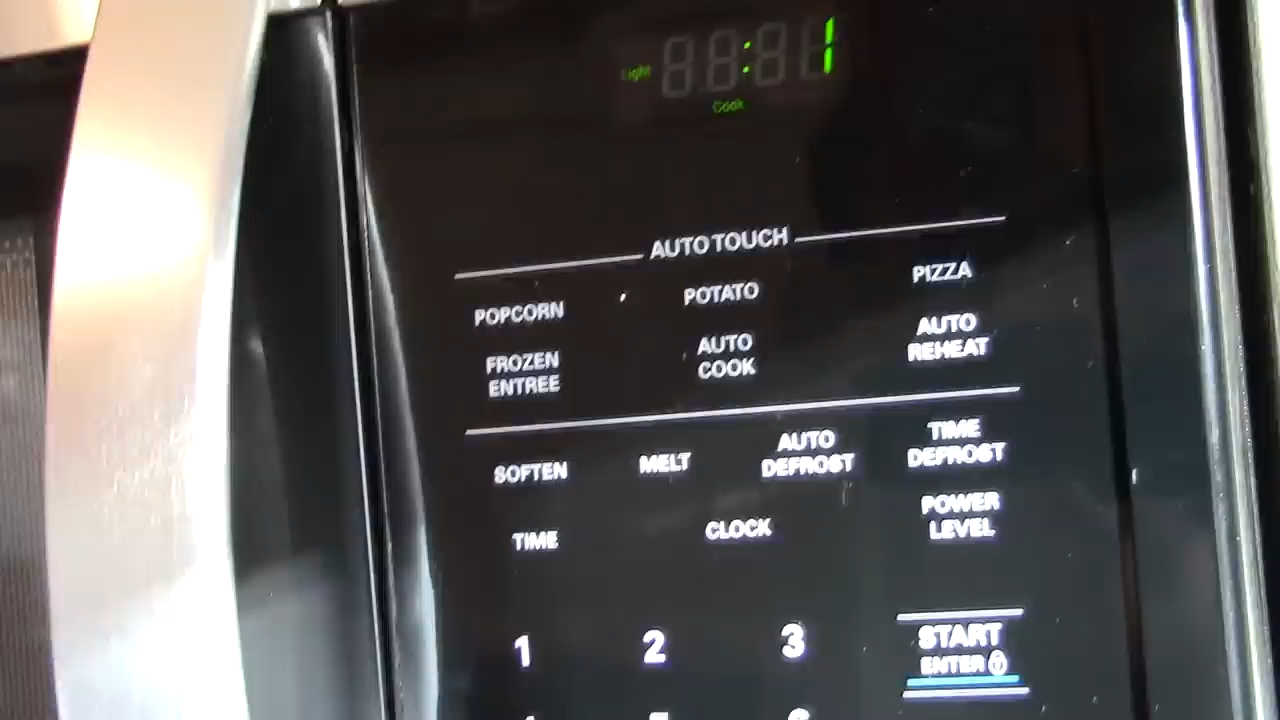 :1
Light
Cook
AUTO TOUCH
POPCORN
POTATO
PIZZA
FROZEN
ENTREE
AUTO
COOK
AUTO
REHEAT
SOFTEN
MELT
AUTO
DEFROST
TIME
DEFROST
TIME
CLOCK
POWER
LEVEL
1
2
3
START
ENTER